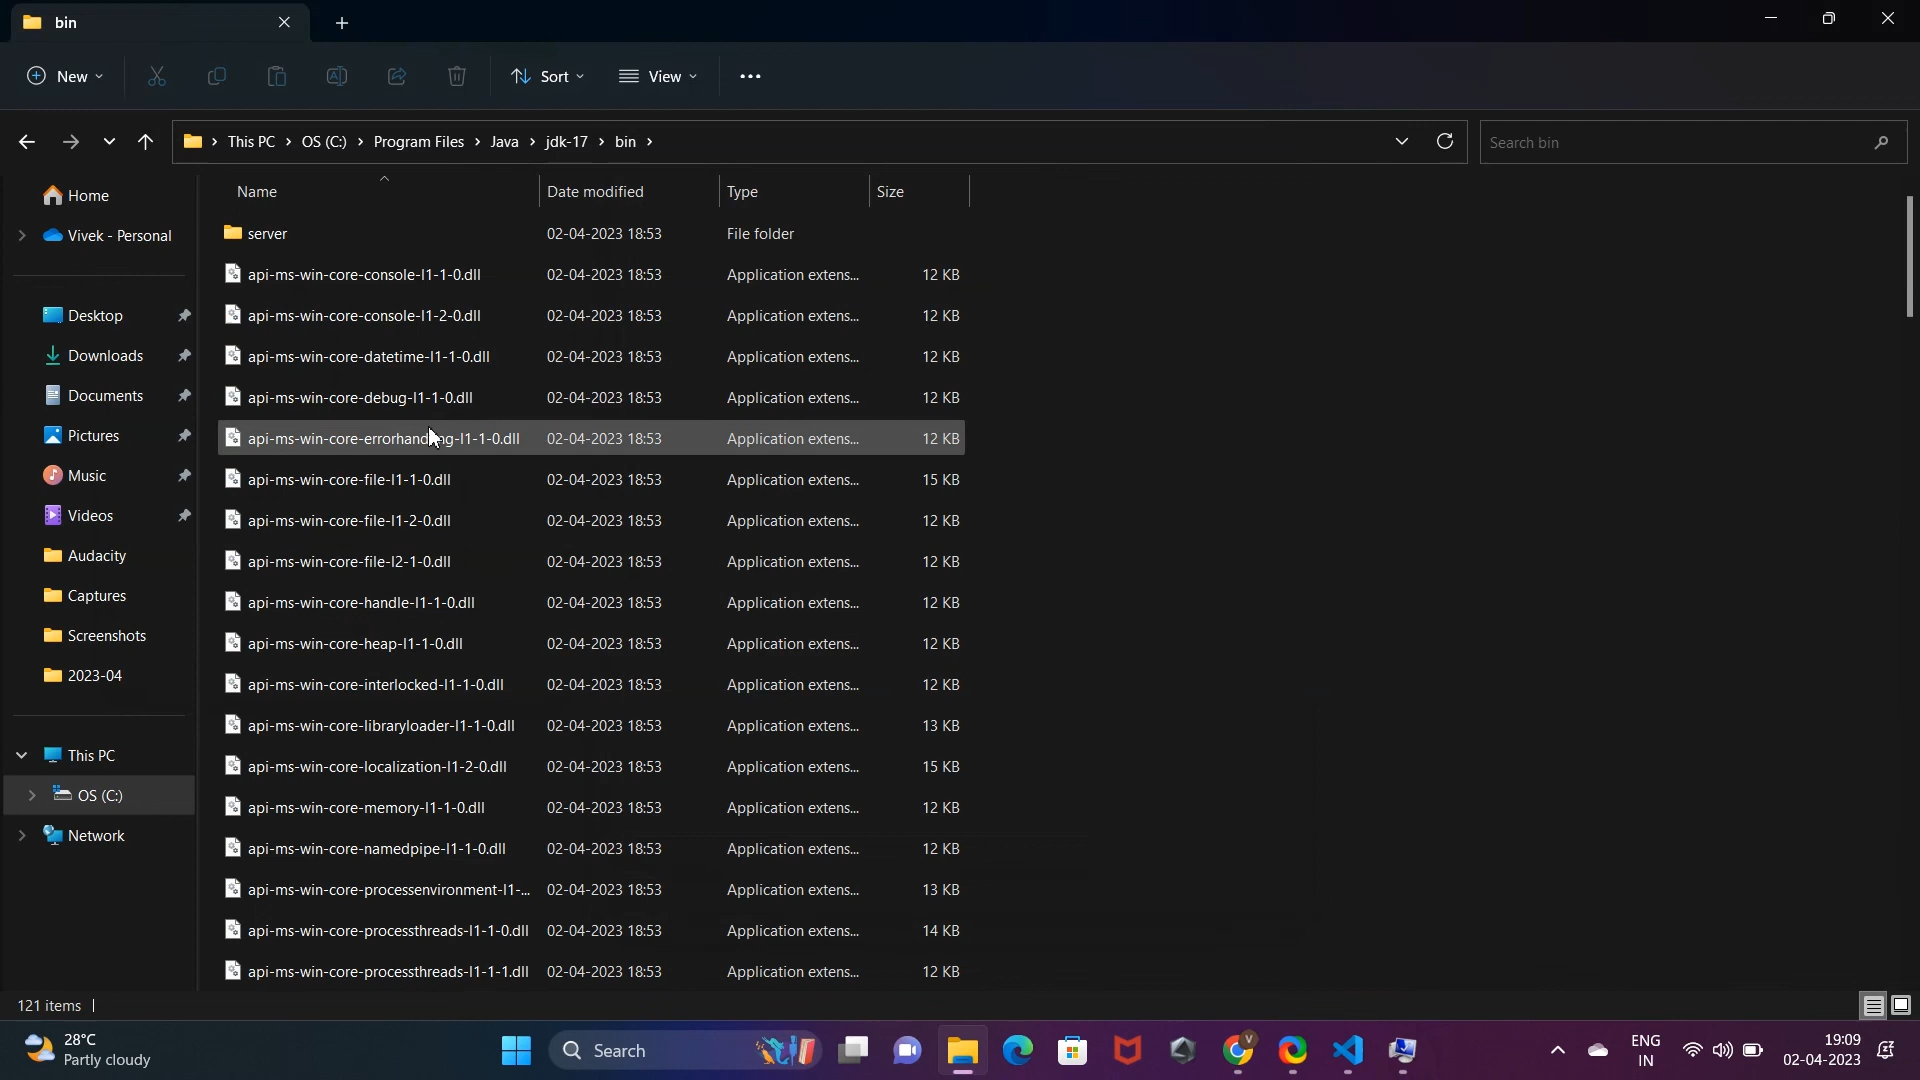 bin
New
Sort
View
This PC > OS (C:) > Program Files > Java > jdk-17 > bin >
Search bin
Home
Vivek - Personal
Desktop
Downloads
Documents
Pictures
Music
Videos
Audacity
Captures
Screenshots
2023-04
This PC
OS (C:)
Network
Name Date modified Type Size
server 02-04-2023 18:53 File folder
api-ms-win-core-console-l1-1-0.dll 02-04-2023 18:53 Application extens... 12 KB
api-ms-win-core-console-l1-2-0.dll 02-04-2023 18:53 Application extens... 12 KB
api-ms-win-core-datetime-l1-1-0.dll 02-04-2023 18:53 Application extens... 12 KB
api-ms-win-core-debug-l1-1-0.dll 02-04-2023 18:53 Application extens... 12 KB
api-ms-win-core-errorhandling-l1-1-0.dll 02-04-2023 18:53 Application extens... 12 KB
api-ms-win-core-file-l1-1-0.dll 02-04-2023 18:53 Application extens... 15 KB
api-ms-win-core-file-l1-2-0.dll 02-04-2023 18:53 Application extens... 12 KB
api-ms-win-core-file-l2-1-0.dll 02-04-2023 18:53 Application extens... 12 KB
api-ms-win-core-handle-l1-1-0.dll 02-04-2023 18:53 Application extens... 12 KB
api-ms-win-core-heap-l1-1-0.dll 02-04-2023 18:53 Application extens... 12 KB
api-ms-win-core-interlocked-l1-1-0.dll 02-04-2023 18:53 Application extens... 12 KB
api-ms-win-core-libraryloader-l1-1-0.dll 02-04-2023 18:53 Application extens... 13 KB
api-ms-win-core-localization-l1-2-0.dll 02-04-2023 18:53 Application extens... 15 KB
api-ms-win-core-memory-l1-1-0.dll 02-04-2023 18:53 Application extens... 12 KB
api-ms-win-core-namedpipe-l1-1-0.dll 02-04-2023 18:53 Application extens... 12 KB
api-ms-win-core-processenvironment-l1-... 02-04-2023 18:53 Application extens... 13 KB
api-ms-win-core-processthreads-l1-1-0.dll 02-04-2023 18:53 Application extens... 14 KB
api-ms-win-core-processthreads-l1-1-1.dll 02-04-2023 18:53 Application extens... 12 KB
121 items
28°C
Partly cloudy
Search
ENG
IN
19:09
02-04-2023